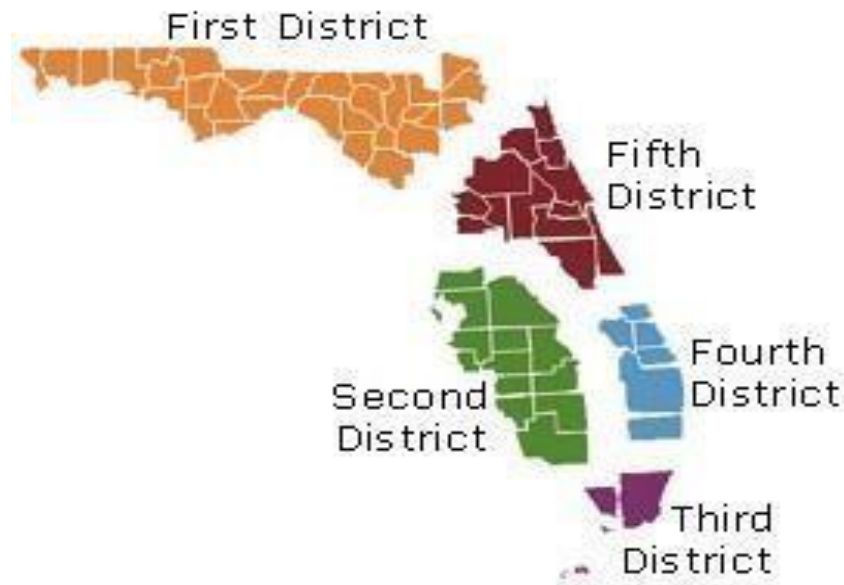 First District
Fifth
District
Fourth
District
Second
District
Third
District